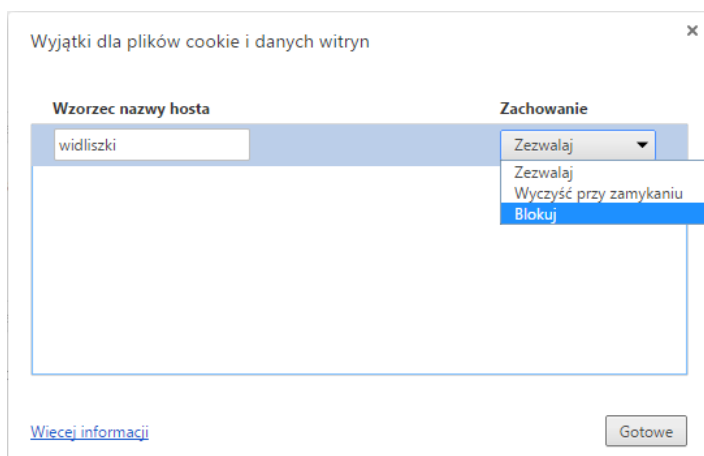 Wyjątki dla plików cookie i danych witryn
Wzorzec nazwy hosta Zachowanie
widliszki Zezwalaj
Zezwalaj
Wyczyść przy zamykaniu
Blokuj
Wiecej informacji Gotowe